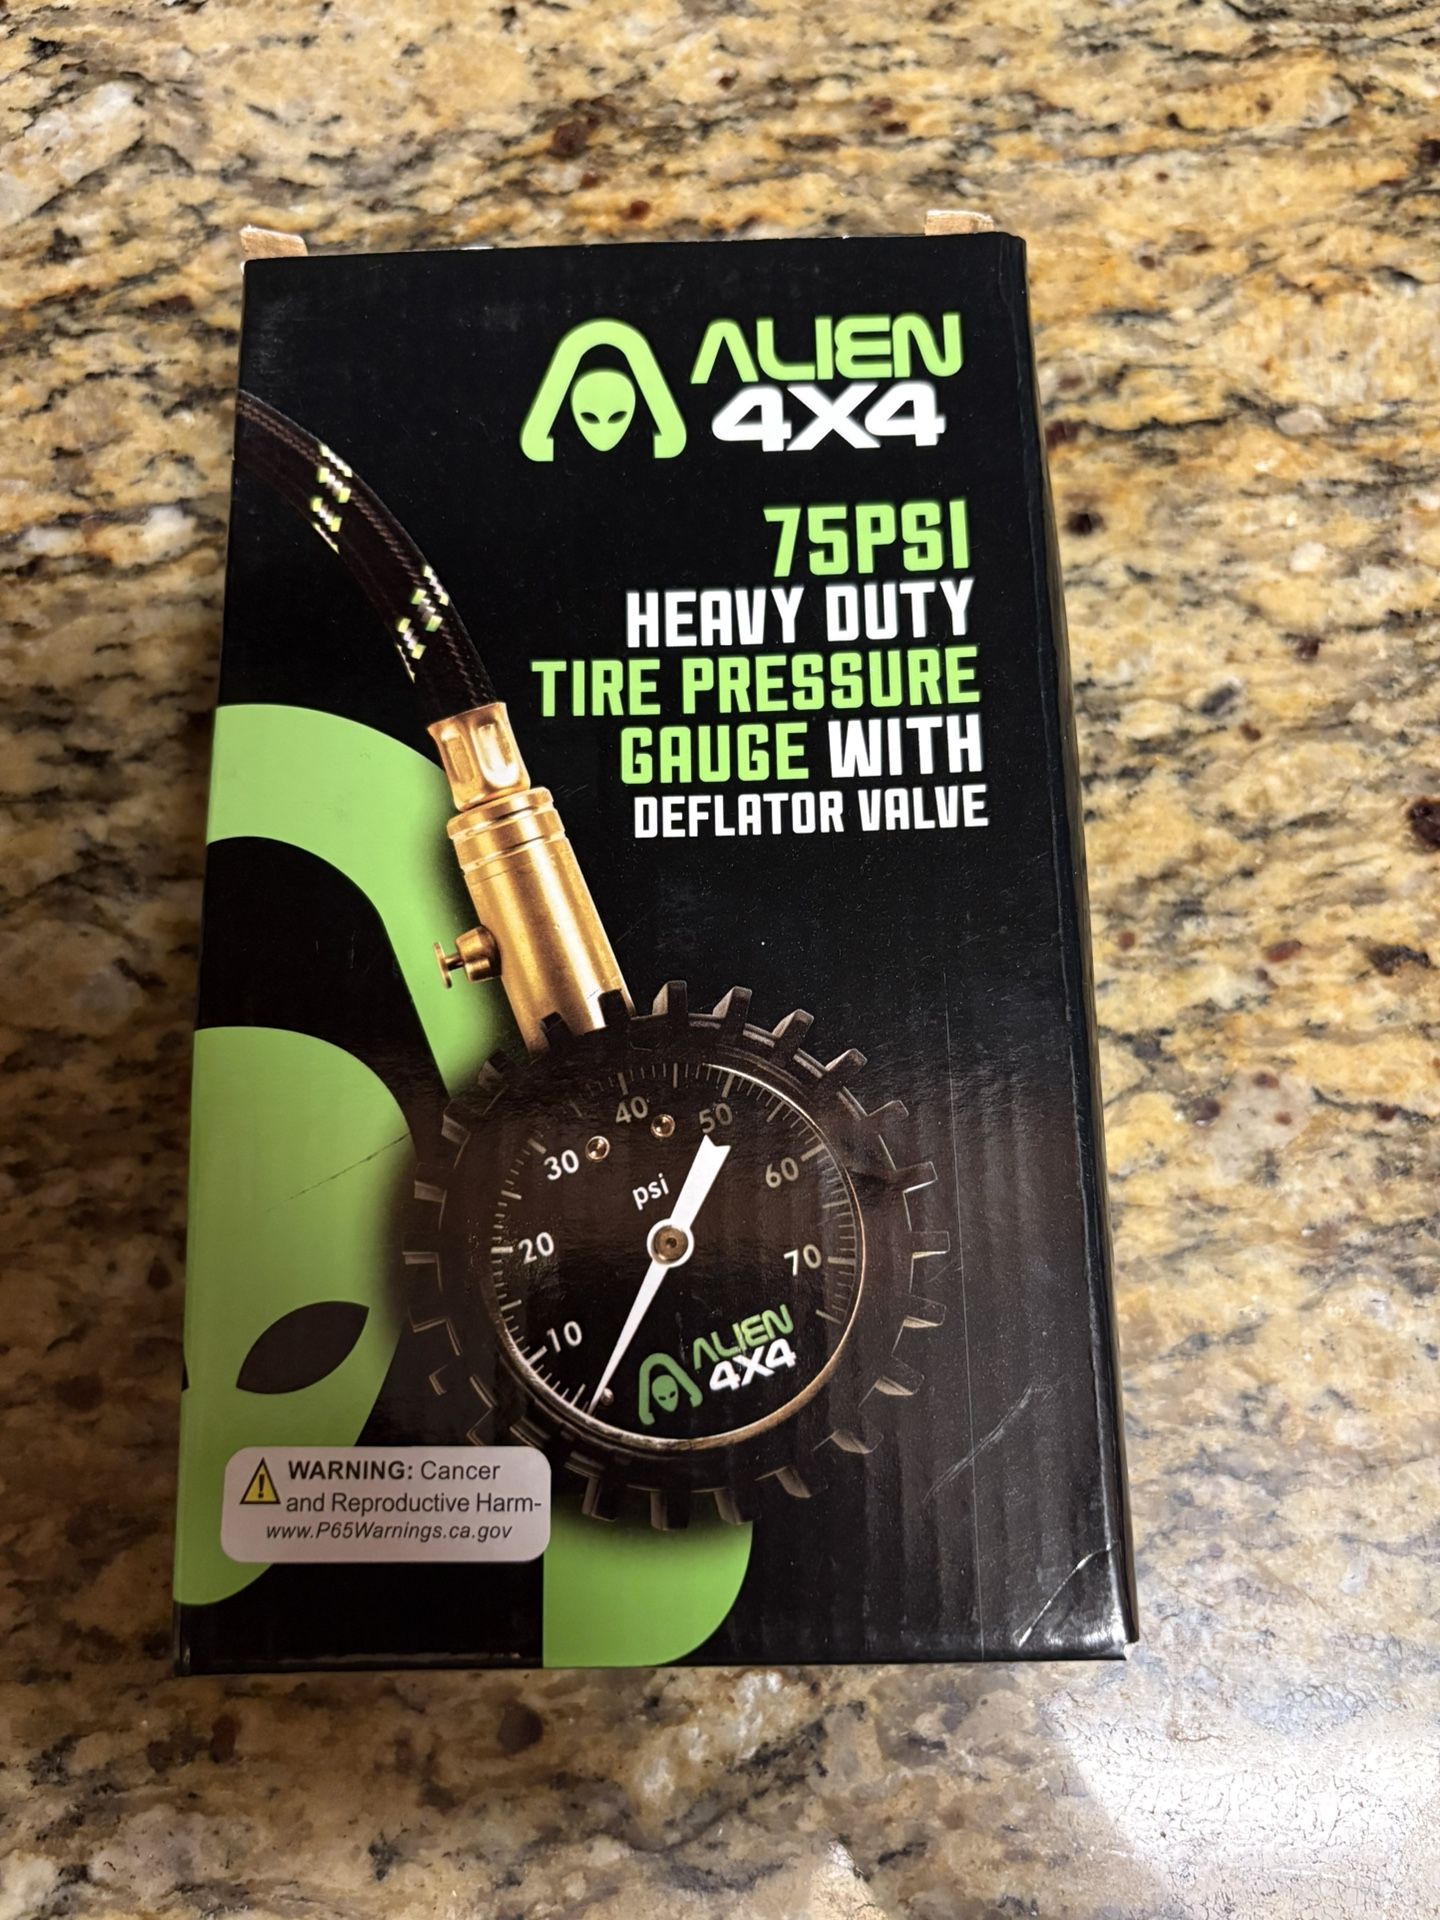 ALIEN
4X4
75PSI
HEAVY DUTY
TIRE PRESSURE
GAUGE WITH
DEFLATOR VALVE
40 50
30 60
psi
20 70
10
ALIEN
4X4
WARNING: Cancer
and Reproductive Harm-
www.P65Warnings.ca.gov